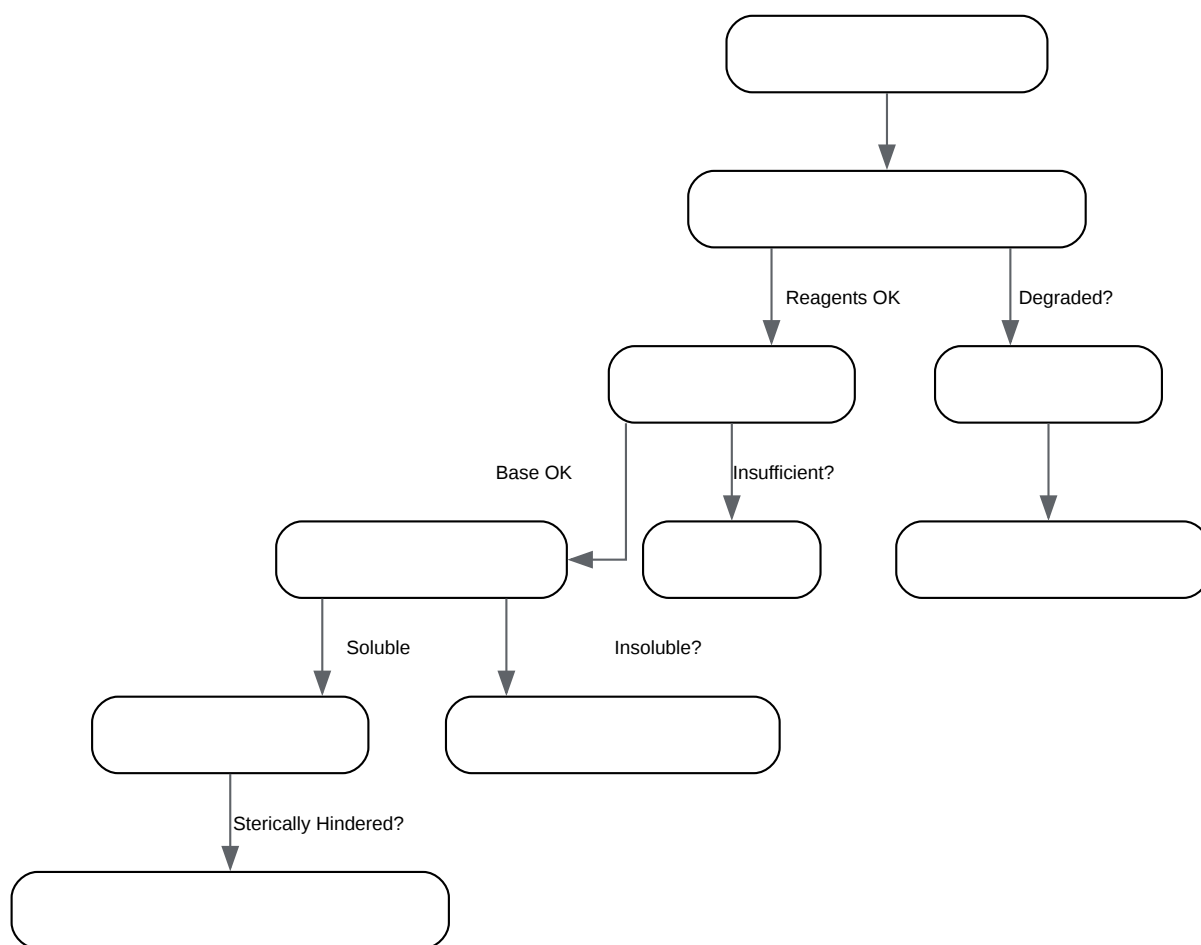 Reagents OK
Degraded?
Base OK
Insufficient?
Soluble
Insoluble?
Sterically Hindered?